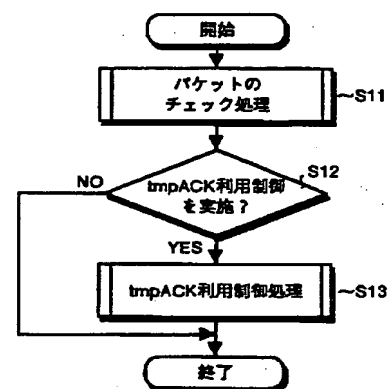 開始
パケットの
チェック処理
~S11
S12
tmpACK利用制御
を実施？
NO
YES
tmpACK利用制御処理
~S13
終了